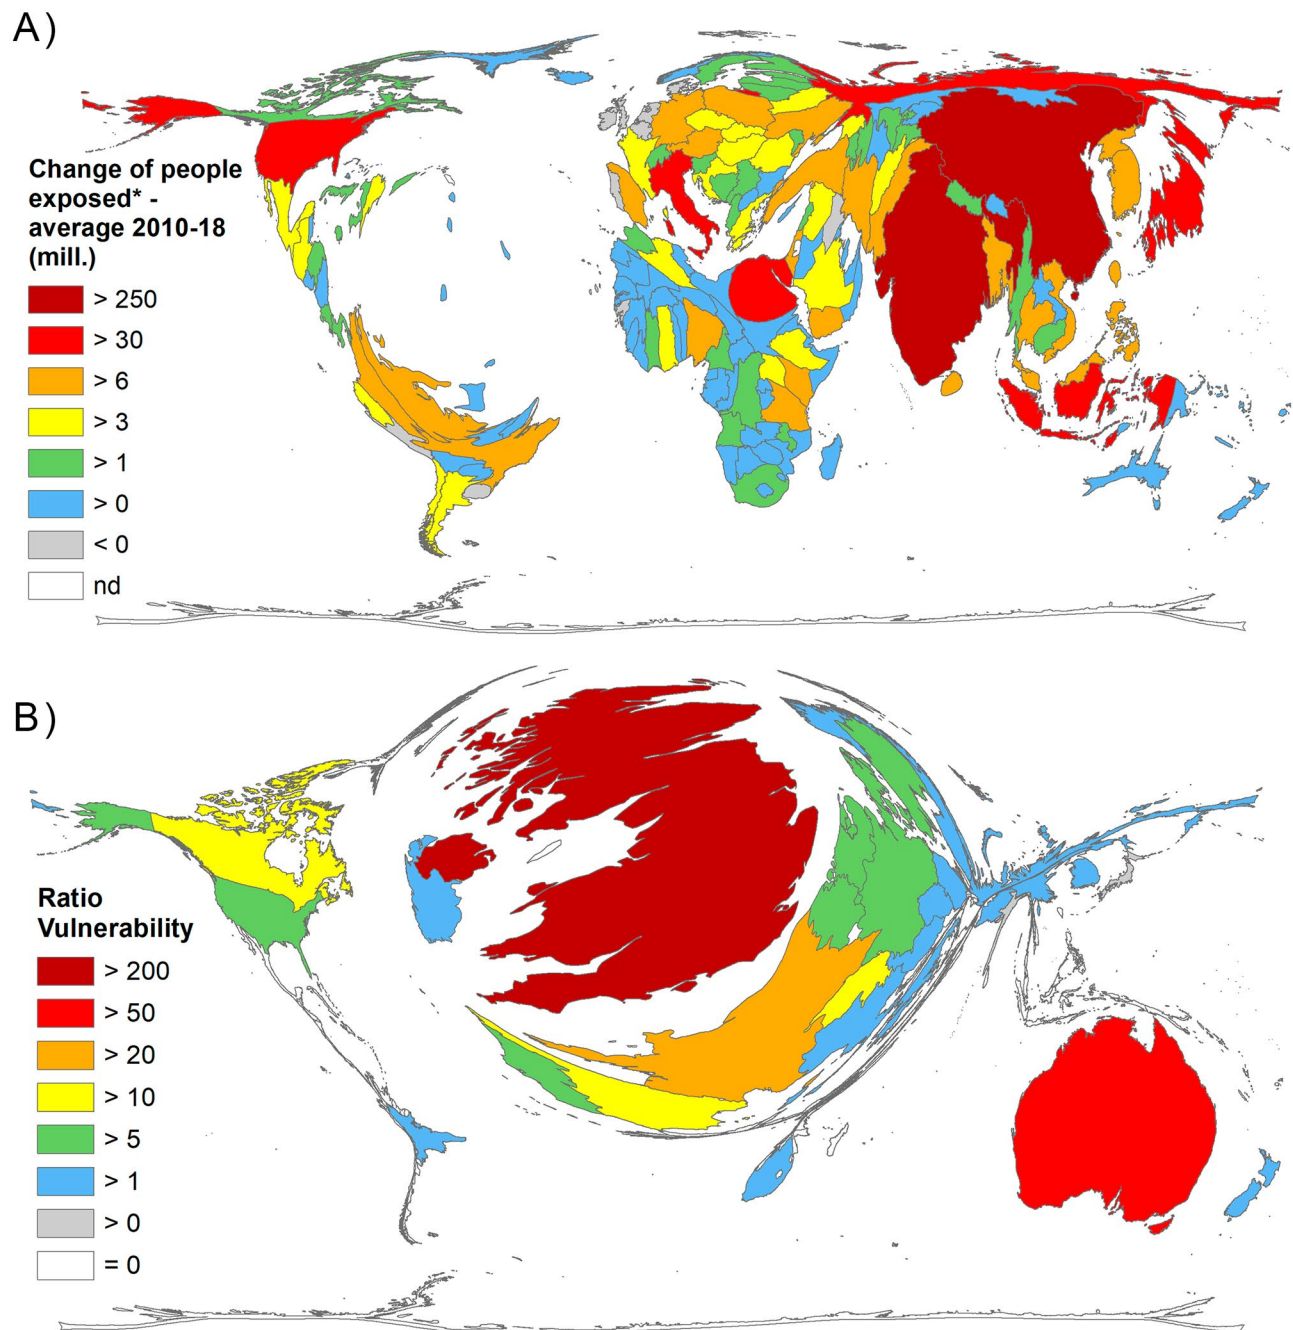 A)
Change of people
exposed* -
average 2010-18
(mill.)
> 250
> 30
> 6
> 3
> 1
> 0
< 0
nd
B)
Ratio
Vulnerability
> 200
> 50
> 20
> 10
> 5
> 1
> 0
= 0